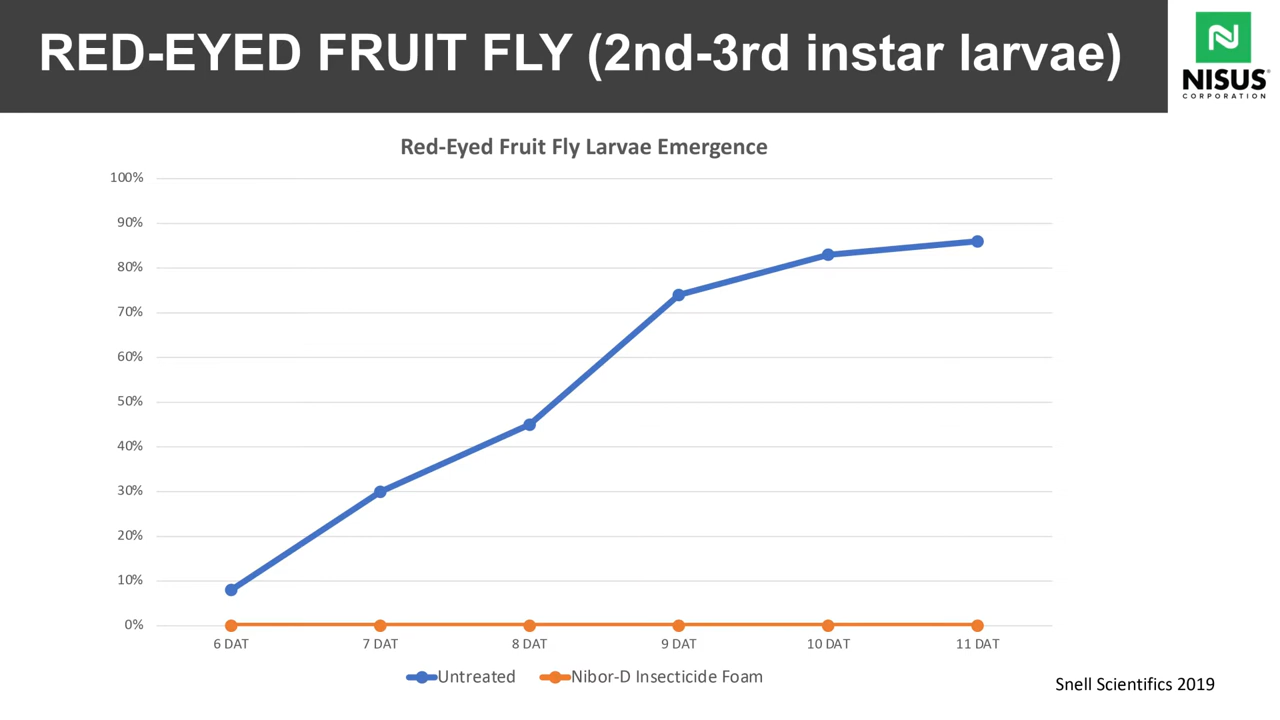 RED-EYED FRUIT FLY (2nd-3rd instar larvae)
NISUS®
CORPORATION
Red-Eyed Fruit Fly Larvae Emergence
100%
90%
80%
70%
60%
50%
40%
30%
20%
10%
0%
6 DAT 7 DAT 8 DAT 9 DAT 10 DAT 11 DAT
Untreated Nibor-D Insecticide Foam
Snell Scientifics 2019